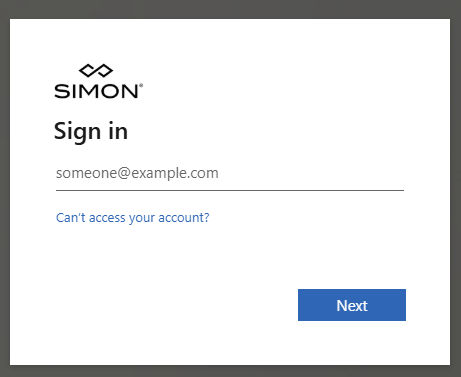 SIMON®
Sign in
someone@example.com
Can't access your account?
Next